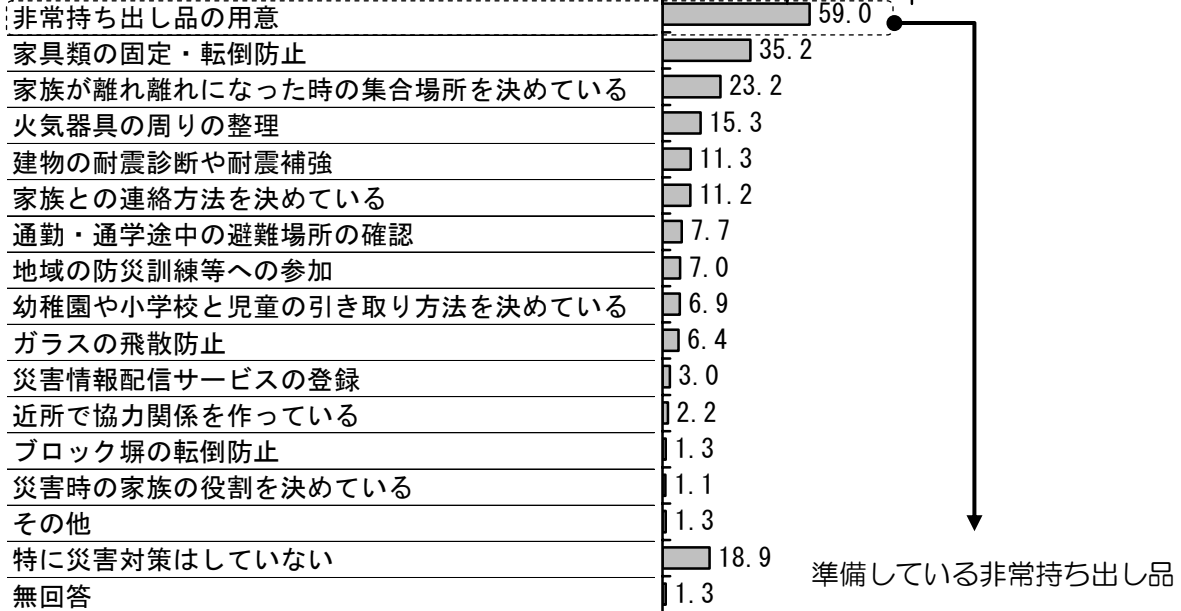 非常持ち出し品の用意 59.0
家具類の固定・転倒防止 35.2
家族が離れ離れになった時の集合場所を決めている 23.2
火気器具の周りの整理 15.3
建物の耐震診断や耐震補強 11.3
家族との連絡方法を決めている 11.2
通勤・通学途中の避難場所の確認 7.7
地域の防災訓練等への参加 7.0
幼稚園や小学校と児童の引き取り方法を決めている 6.9
ガラスの飛散防止 6.4
災害情報配信サービスの登録 3.0
近所で協力関係を作っている 2.2
ブロック塀の転倒防止 1.3
災害時の家族の役割を決めている 1.1
その他 1.3
特に災害対策はしていない 18.9
準備している非常持ち出し品
無回答 1.3